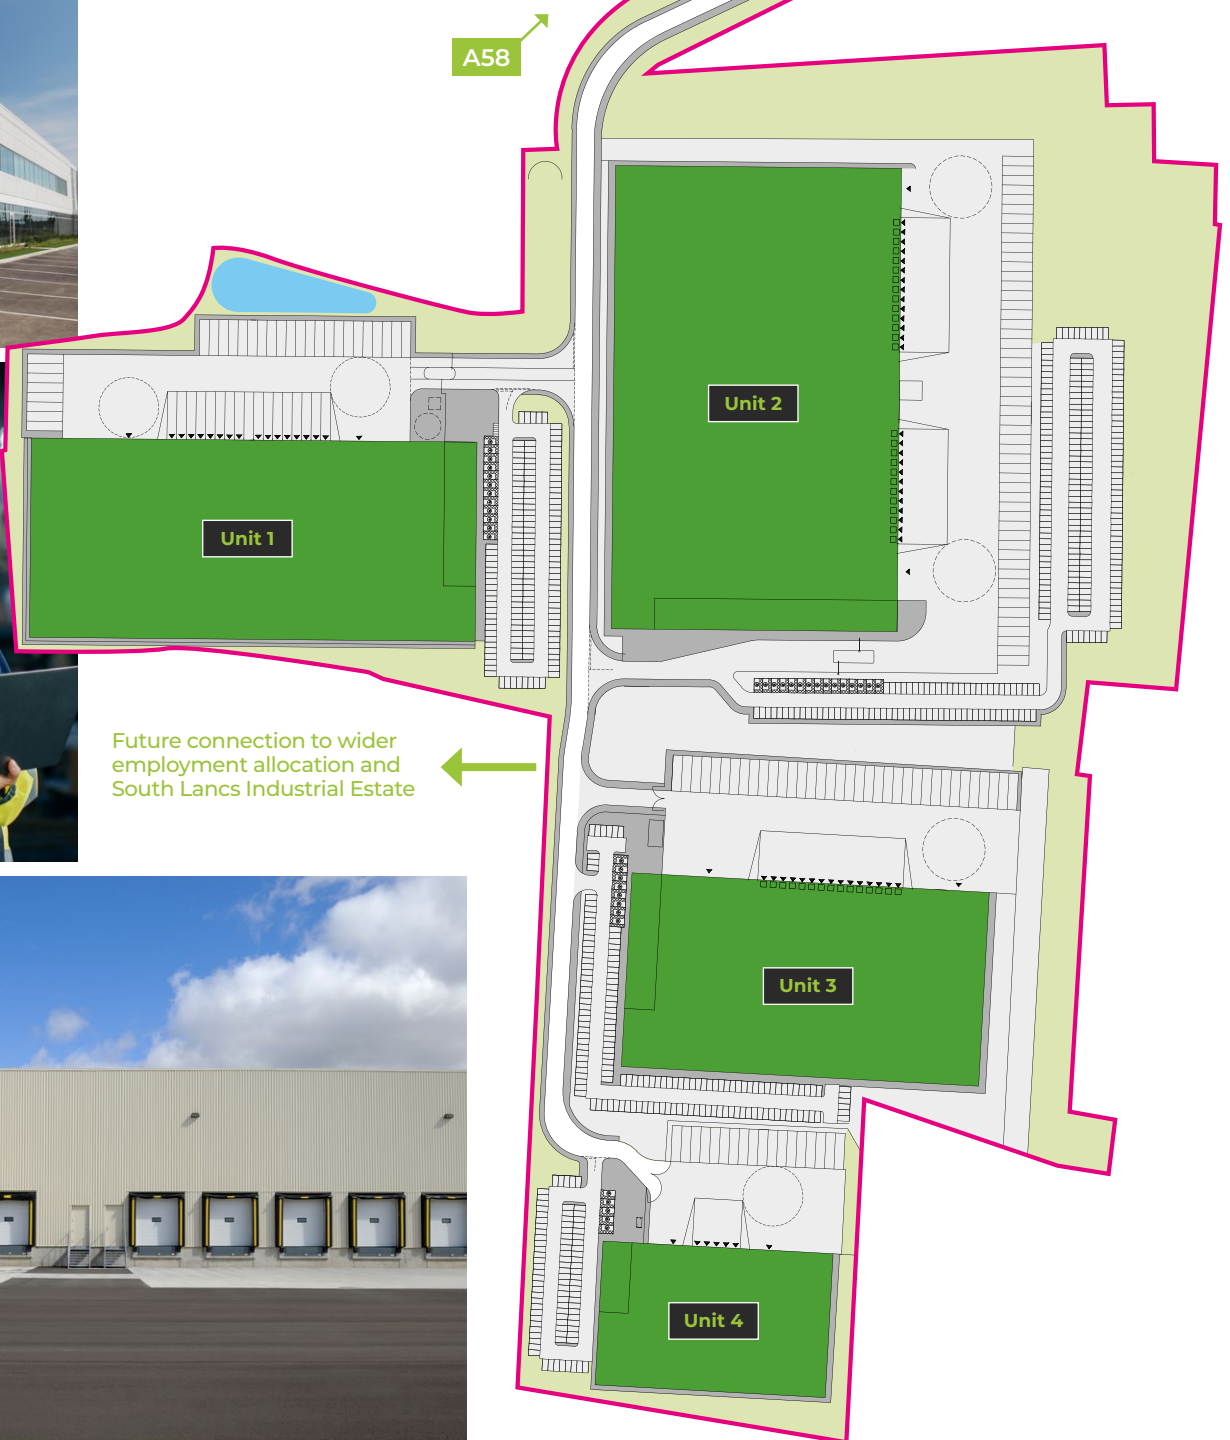 A58
Unit 2
Unit 1
Future connection to wider
employment allocation and
South Lancs Industrial Estate
Unit 3
Unit 4